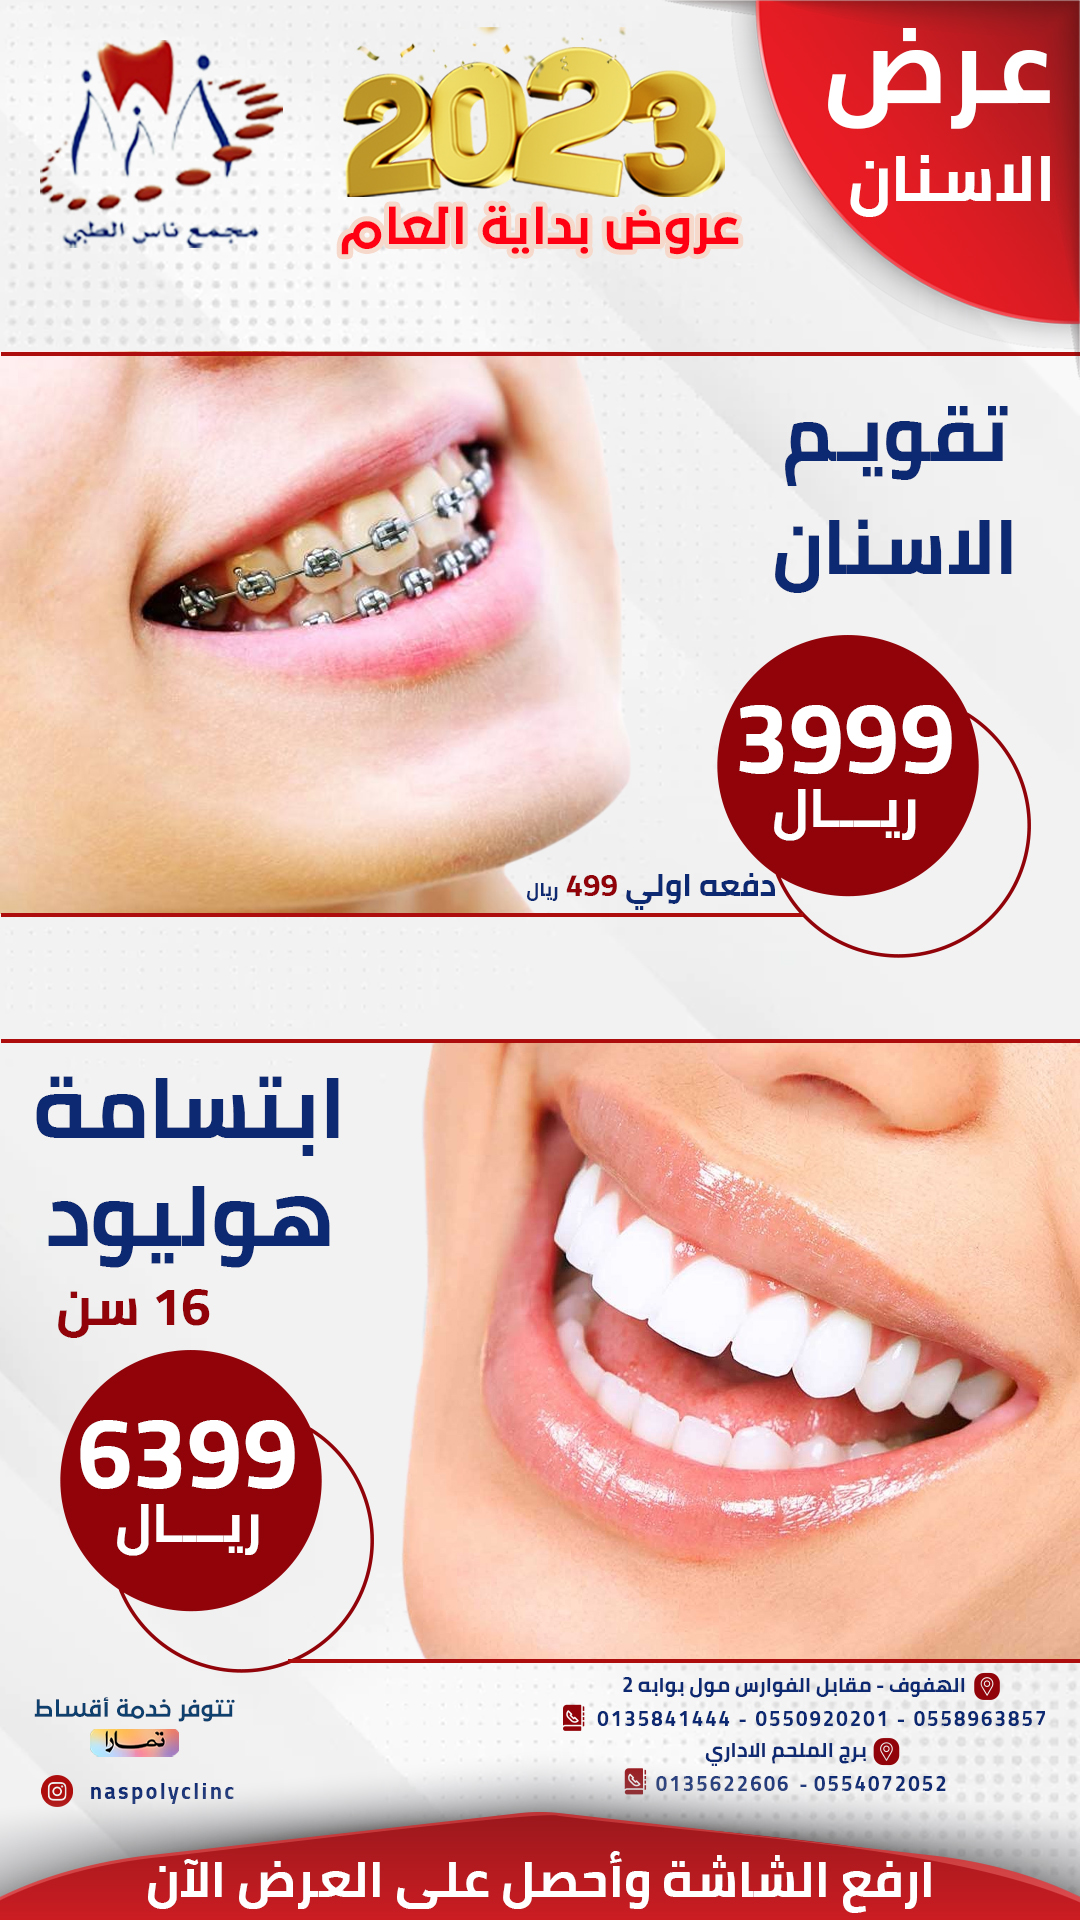 عرض
الاسنان
2023
عروض بداية العام
مجمع ناس الطبي
تقويم
الاسنان
3999
ريال
دفعه اولي 499 ريال
ابتسامة
هوليود
16 سن
6399
ريال
الهفوف - مقابل الفوارس مول بوابه 2
0135841444 - 0550920201 - 0558963857
برج الملحم الاداري
0135622606 - 0554072052
تتوفر خدمة أقساط
تمارا
naspolyclinc
ارفع الشاشة وأحصل على العرض الآن